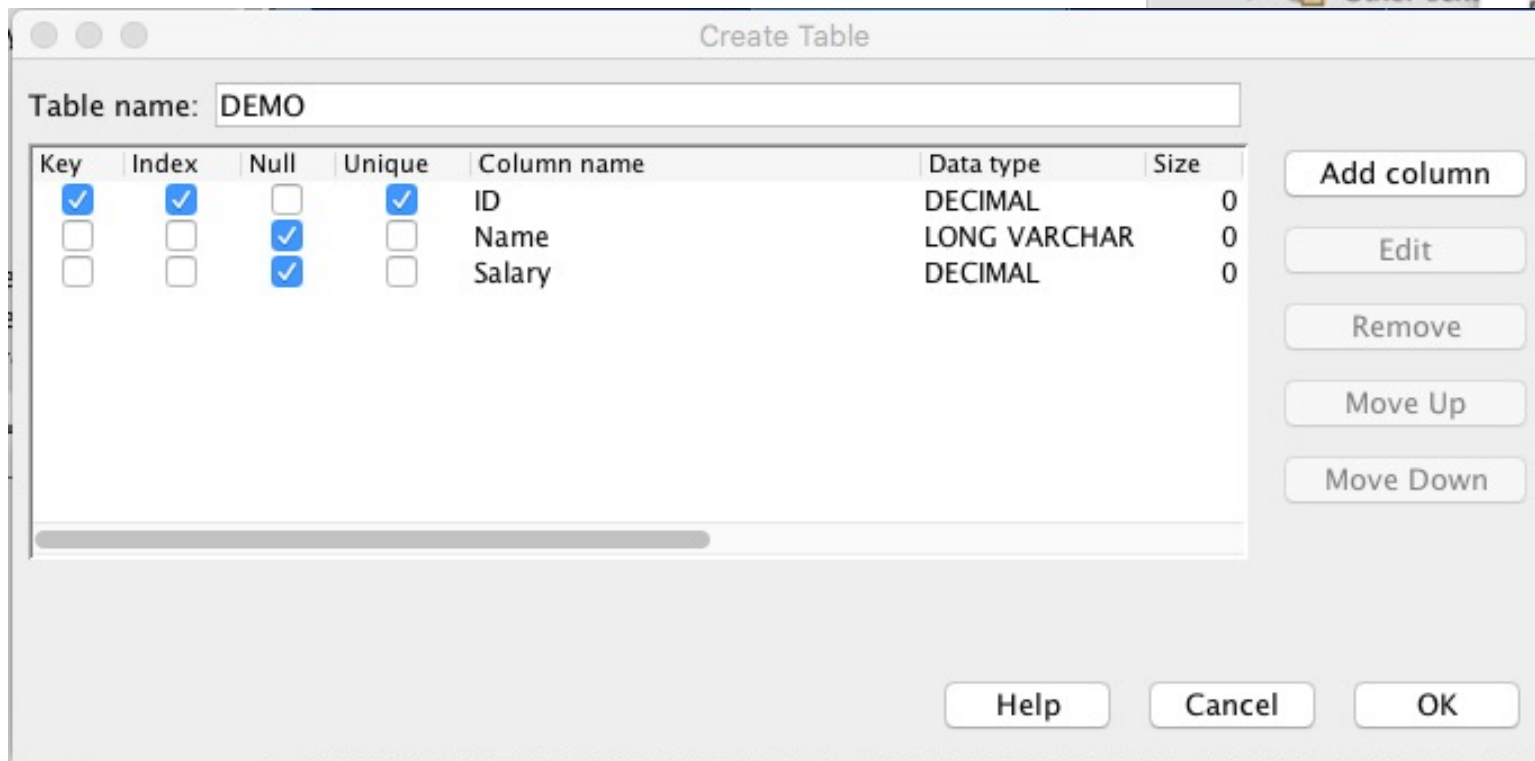 Create Table
Table name: DEMO
Key Index Null Unique Column name Data type Size
ID DECIMAL 0
Name LONG VARCHAR 0
Salary DECIMAL 0
Add column
Edit
Remove
Move Up
Move Down
Help Cancel OK